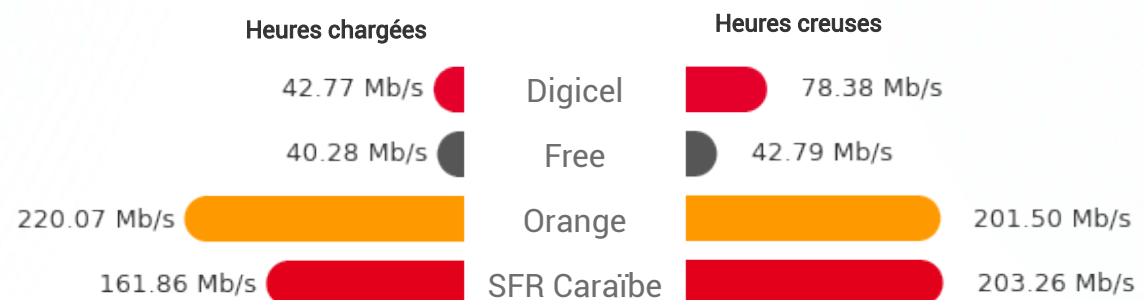 Heures chargées Heures creuses
42.77 Mb/s Digicel 78.38 Mb/s
40.28 Mb/s Free 42.79 Mb/s
220.07 Mb/s Orange 201.50 Mb/s
161.86 Mb/s SFR Caraïbe 203.26 Mb/s